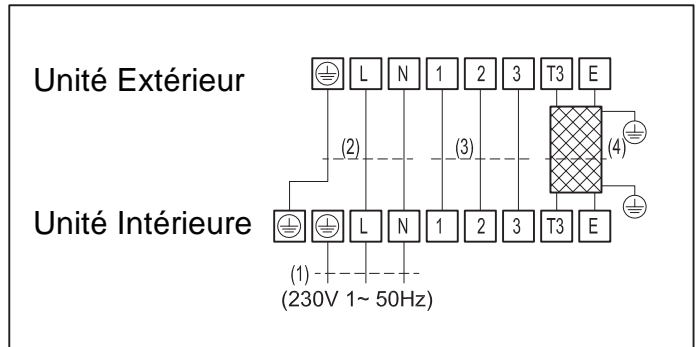 Unité Extérieur L N 1 2 3 T3 E
(2) (3) (4)
Unité Intérieure L N 1 2 3 T3 E
(1)
(230V 1~ 50Hz)